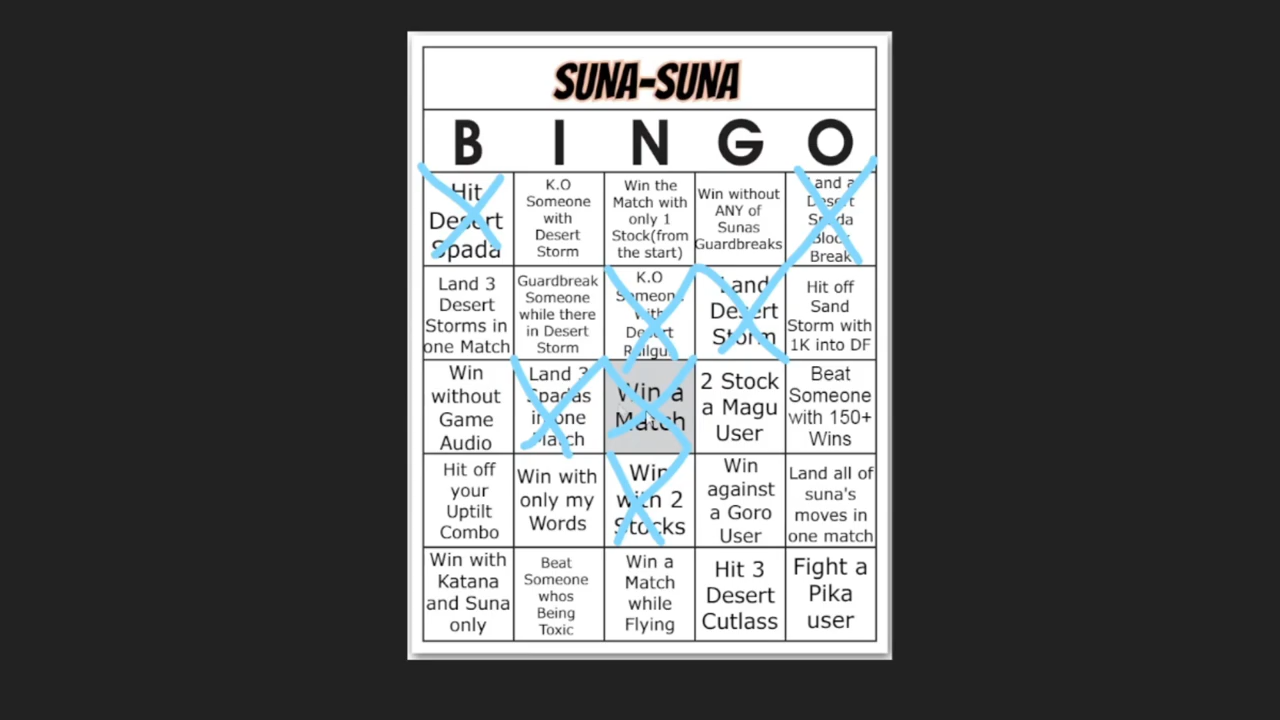 SUNA-SUNA
B I N G O
Hit
Desert
Spada
K.O
Someone
with
Desert
Storm
Win the
Match with
only 1
Stock(from
the start)
Win without
ANY of
Sunas
Guardbreaks
Land a
Desert
Spada
Block
Break
Land 3
Desert
Storms in
one Match
Guardbreak
Someone
while there
in Desert
Storm
K.O
Someone
With
Desert
Railgun
Land
Desert
Storm
Hit off
Sand
Storm with
1K into DF
Win
without
Game
Audio
Land 3
Spadas
in one
Match
Win a
Match
2 Stock
a Magu
User
Beat
Someone
with 150+
Wins
Hit off
your
Uptilt
Combo
Win with
only my
Words
Win
with 2
Stocks
Win
against
a Goro
User
Land all of
suna's
moves in
one match
Win with
Katana
and Suna
only
Beat
Someone
whos
Being
Toxic
Win a
Match
while
Flying
Hit 3
Desert
Cutlass
Fight a
Pika
user